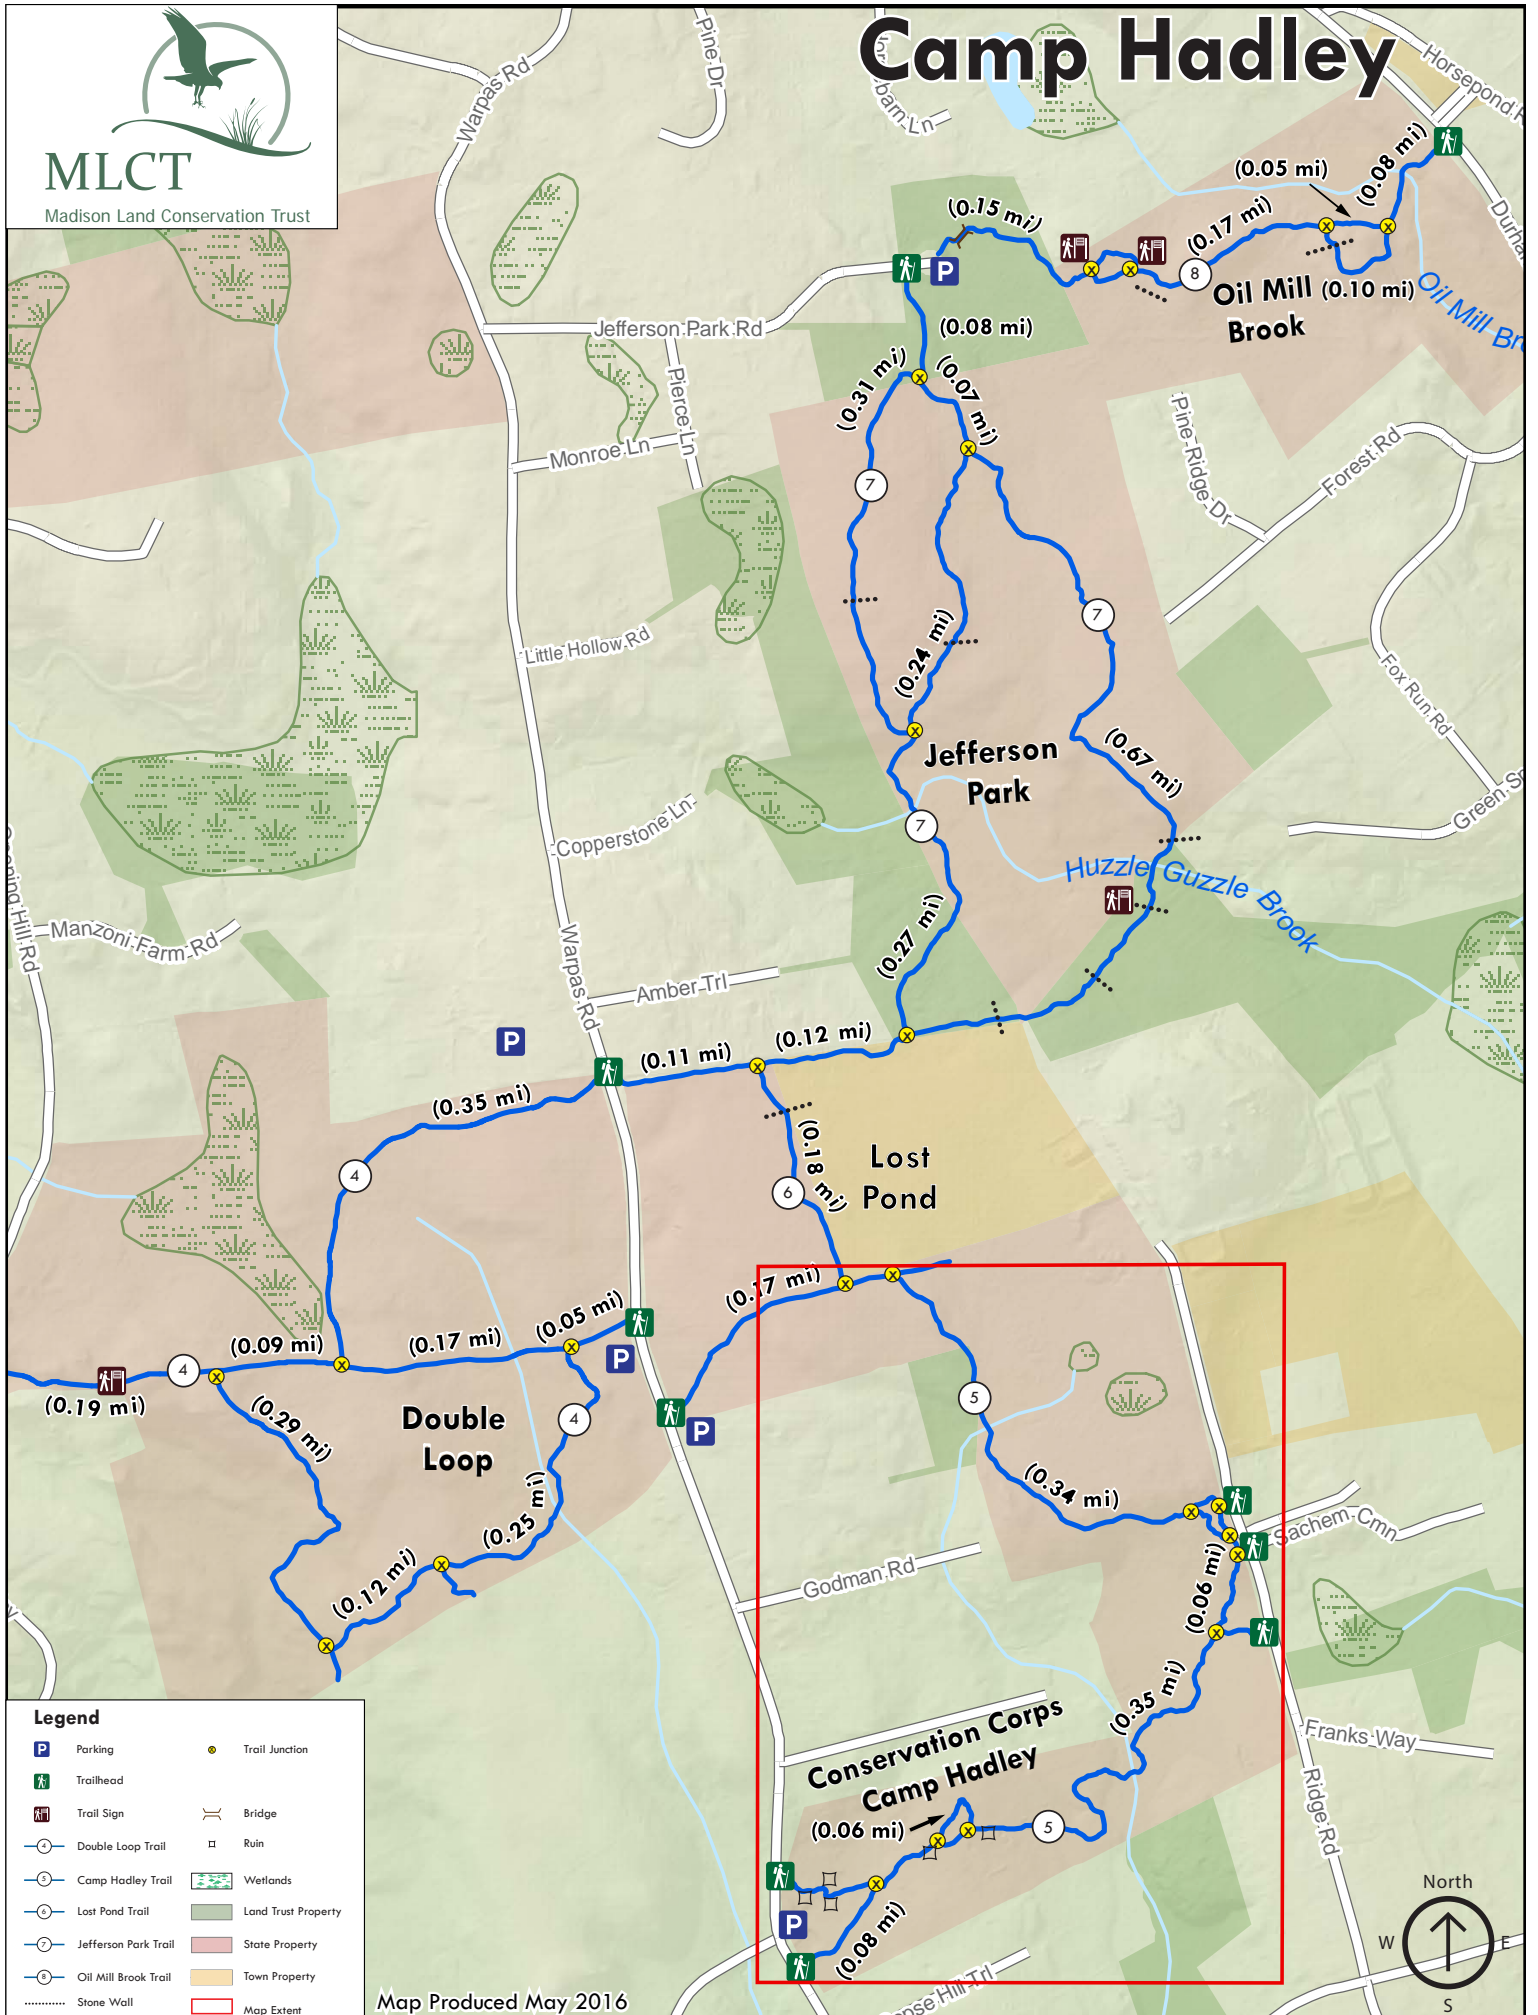 Camp Hadley
MLCT
Madison Land Conservation Trust
Warpas Rd
Pine Dr
barn Ln
Horsepond R
(0.08 mi)
(0.05 mi)
(0.15 mi)
(0.17 mi)
8
P
Oil Mill
Brook
(0.10 mi)
Oil Mill Br
Jefferson Park Rd
(0.08 mi)
(0.31 mi)
(0.07 mi)
Pierce Ln
Monroe Ln
Pine Ridge Dr
Forest Rd
7
7
Little Hollow Rd
(0.24 mi)
Fox Run Rd
Jefferson
Park
(0.67 mi)
Copperstone Ln
7
Green
Huzzle Guzzle Brook
Hill Rd
Manzoni Farm Rd
Warpas Rd
(0.27 mi)
Amber Trl
P
(0.11 mi)
(0.12 mi)
(0.35 mi)
4
(0.18 mi)
6
Lost
Pond
(0.17 mi)
(0.05 mi)
(0.09 mi)
(0.17 mi)
4
P
(0.19 mi)
(0.29 mi)
Double
Loop
4
P
5
(0.34 mi)
(0.25 mi)
Sachem Cmn
(0.12 mi)
Godman Rd
(0.06 mi)
(0.35 mi)
Conservation Corps
Camp Hadley
Franks Way
Ridge Rd
(0.06 mi)
5
P
(0.08 mi)
Hill Trl
Legend
P Parking
Trail Junction
Trailhead
Trail Sign
Bridge
4 Double Loop Trail
Ruin
5 Camp Hadley Trail
Wetlands
6 Lost Pond Trail
Land Trust Property
7 Jefferson Park Trail
State Property
8 Oil Mill Brook Trail
Town Property
Stone Wall
Map Extent
Map Produced May 2016
North
W
E
S